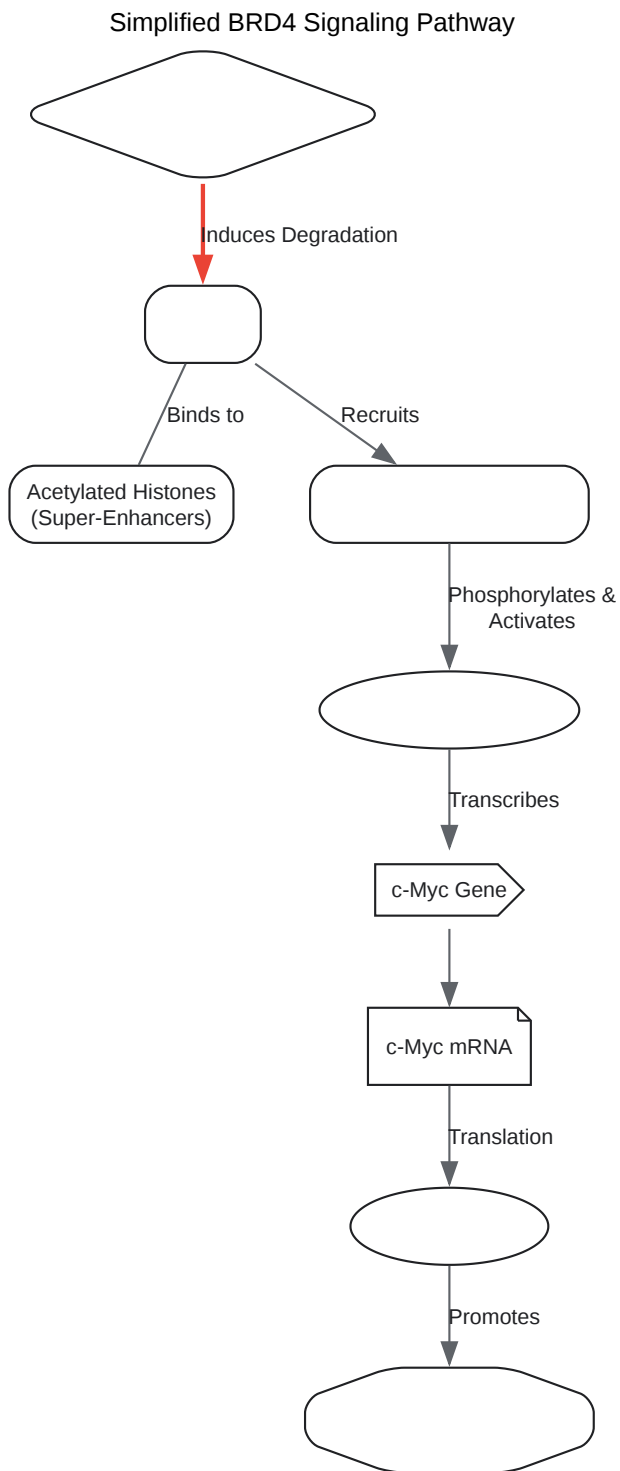 Simplified BRD4 Signaling Pathway
Induces Degradation
Binds to
Recruits
Acetylated Histones
(Super-Enhancers)
Phosphorylates &
Activates
Transcribes
c-Myc Gene
c-Myc mRNA
Translation
Promotes